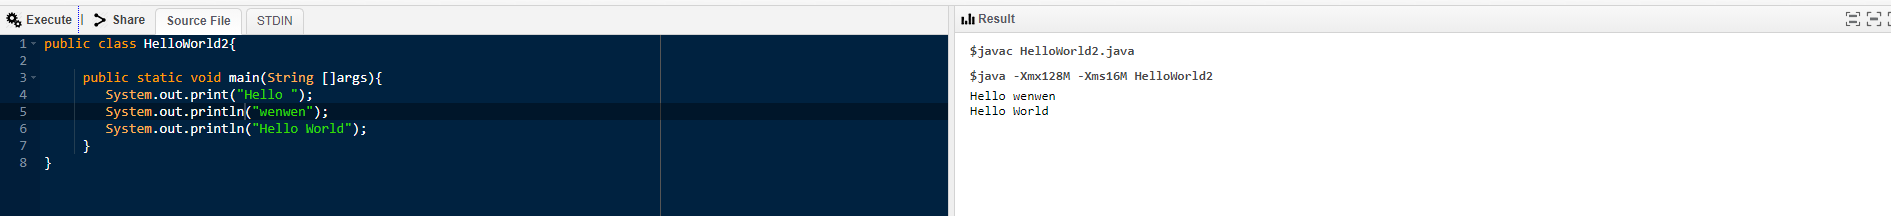 Execute | Share Source File STDIN
1 public class HelloWorld2{
2
3 public static void main(String []args){
4 System.out.print("Hello ");
5 System.out.println("wenwen");
6 System.out.println("Hello World");
7 }
8 }
Result
$javac HelloWorld2.java
$java -Xmx128M -Xms16M HelloWorld2
Hello wenwen
Hello World